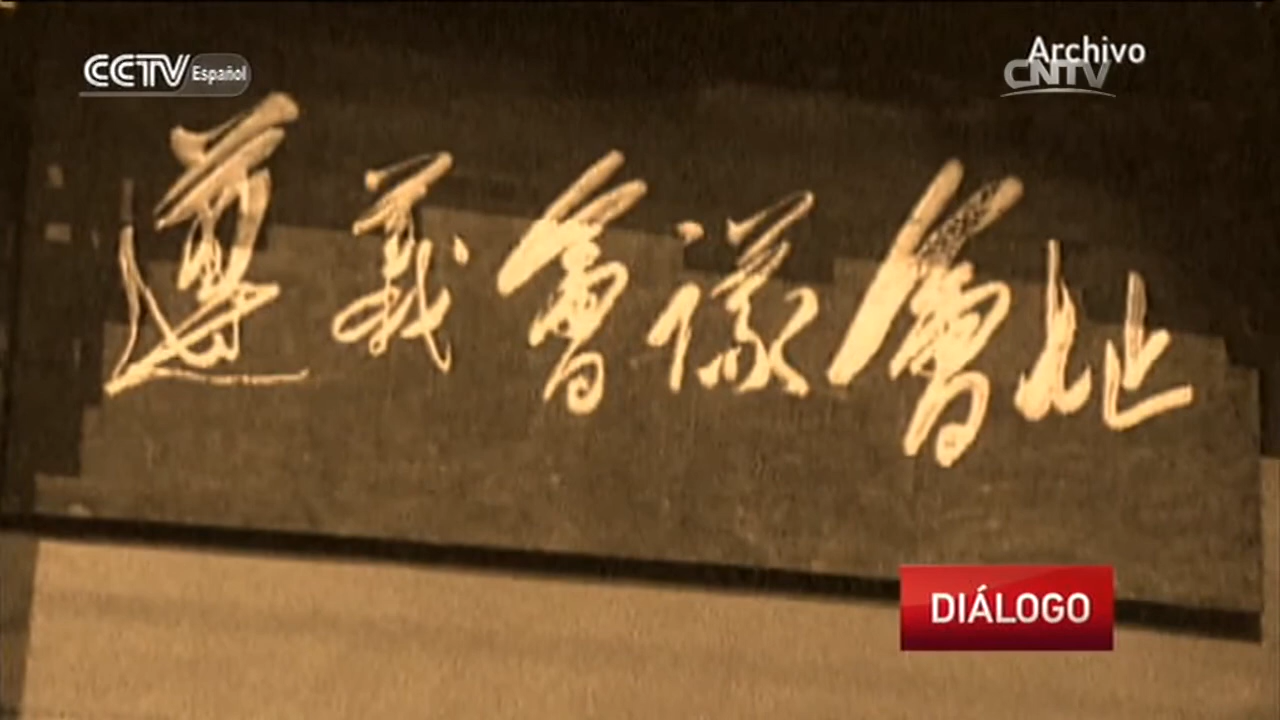 CCTV Español
Archivo
CNTV
遵義會議會址
DIÁLOGO